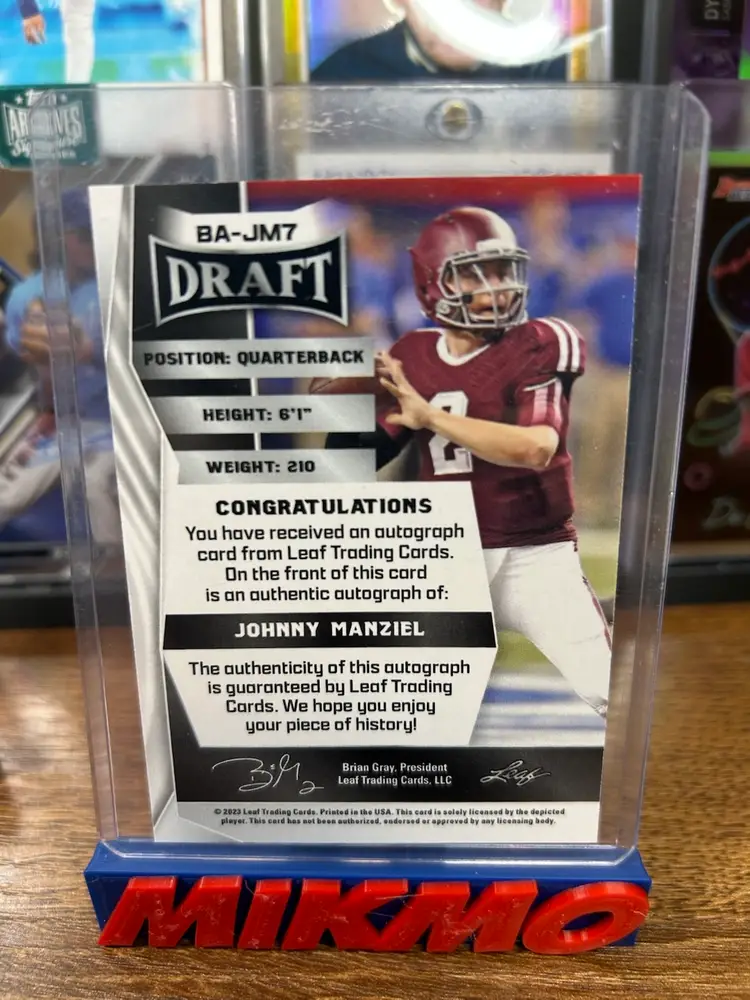 ARCHIVES
Signature
BA-JM7
DRAFT
POSITION: QUARTERBACK
HEIGHT: 6'1"
WEIGHT: 210
2
CONGRATULATIONS
You have received an autograph
card from Leaf Trading Cards.
On the front of this card
is an authentic autograph of:
JOHNNY MANZIEL
The authenticity of this autograph
is guaranteed by Leaf Trading
Cards. We hope you enjoy
your piece of history!
Brian Gray, President
Leaf Trading Cards, LLC
Leaf
© 2023 Leaf Trading Cards. Printed in the USA. This card is solely licensed by the depicted
player. This card has not been authorized, endorsed or approved by any licensing body.
MIKMO